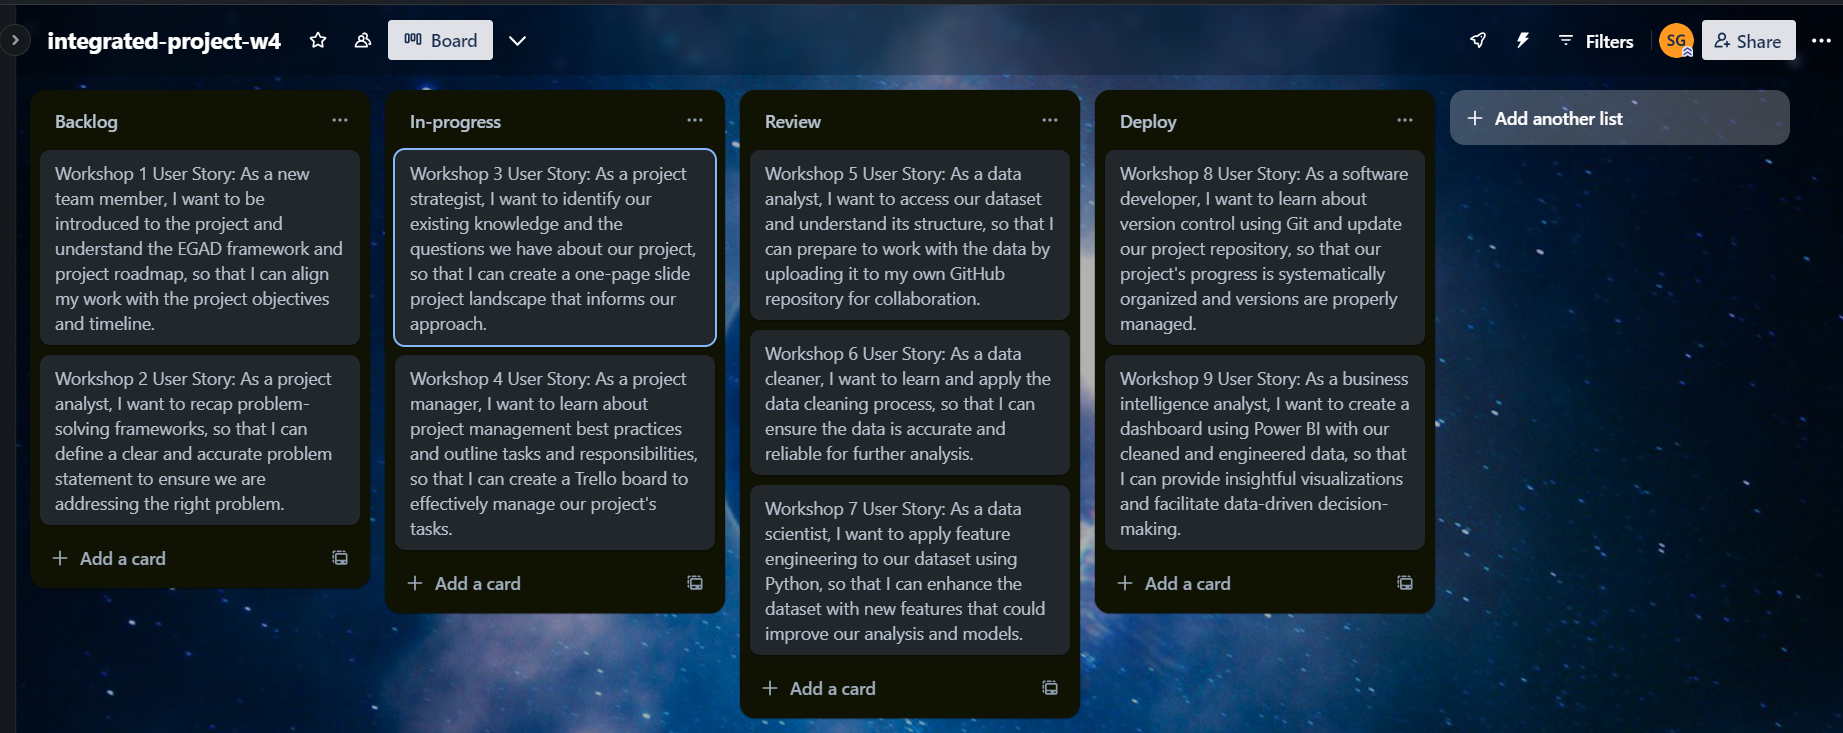 integrated-project-w4
Board
Filters
SG
Share
Backlog
Workshop 1 User Story: As a new
team member, I want to be
introduced to the project and
understand the EGAD framework and
project roadmap, so that I can align
my work with the project objectives
and timeline.
Workshop 2 User Story: As a project
analyst, I want to recap problem-
solving frameworks, so that I can
define a clear and accurate problem
statement to ensure we are
addressing the right problem.
Add a card
In-progress
Workshop 3 User Story: As a project
strategist, I want to identify our
existing knowledge and the
questions we have about our project,
so that I can create a one-page slide
project landscape that informs our
approach.
Workshop 4 User Story: As a project
manager, I want to learn about
project management best practices
and outline tasks and responsibilities,
so that I can create a Trello board to
effectively manage our project's
tasks.
Add a card
Review
Workshop 5 User Story: As a data
analyst, I want to access our dataset
and understand its structure, so that I
can prepare to work with the data by
uploading it to my own GitHub
repository for collaboration.
Workshop 6 User Story: As a data
cleaner, I want to learn and apply the
data cleaning process, so that I can
ensure the data is accurate and
reliable for further analysis.
Workshop 7 User Story: As a data
scientist, I want to apply feature
engineering to our dataset using
Python, so that I can enhance the
dataset with new features that could
improve our analysis and models.
Add a card
Deploy
Workshop 8 User Story: As a software
developer, I want to learn about
version control using Git and update
our project repository, so that our
project's progress is systematically
organized and versions are properly
managed.
Workshop 9 User Story: As a business
intelligence analyst, I want to create a
dashboard using Power BI with our
cleaned and engineered data, so that
I can provide insightful visualizations
and facilitate data-driven decision-
making.
Add a card
Add another list